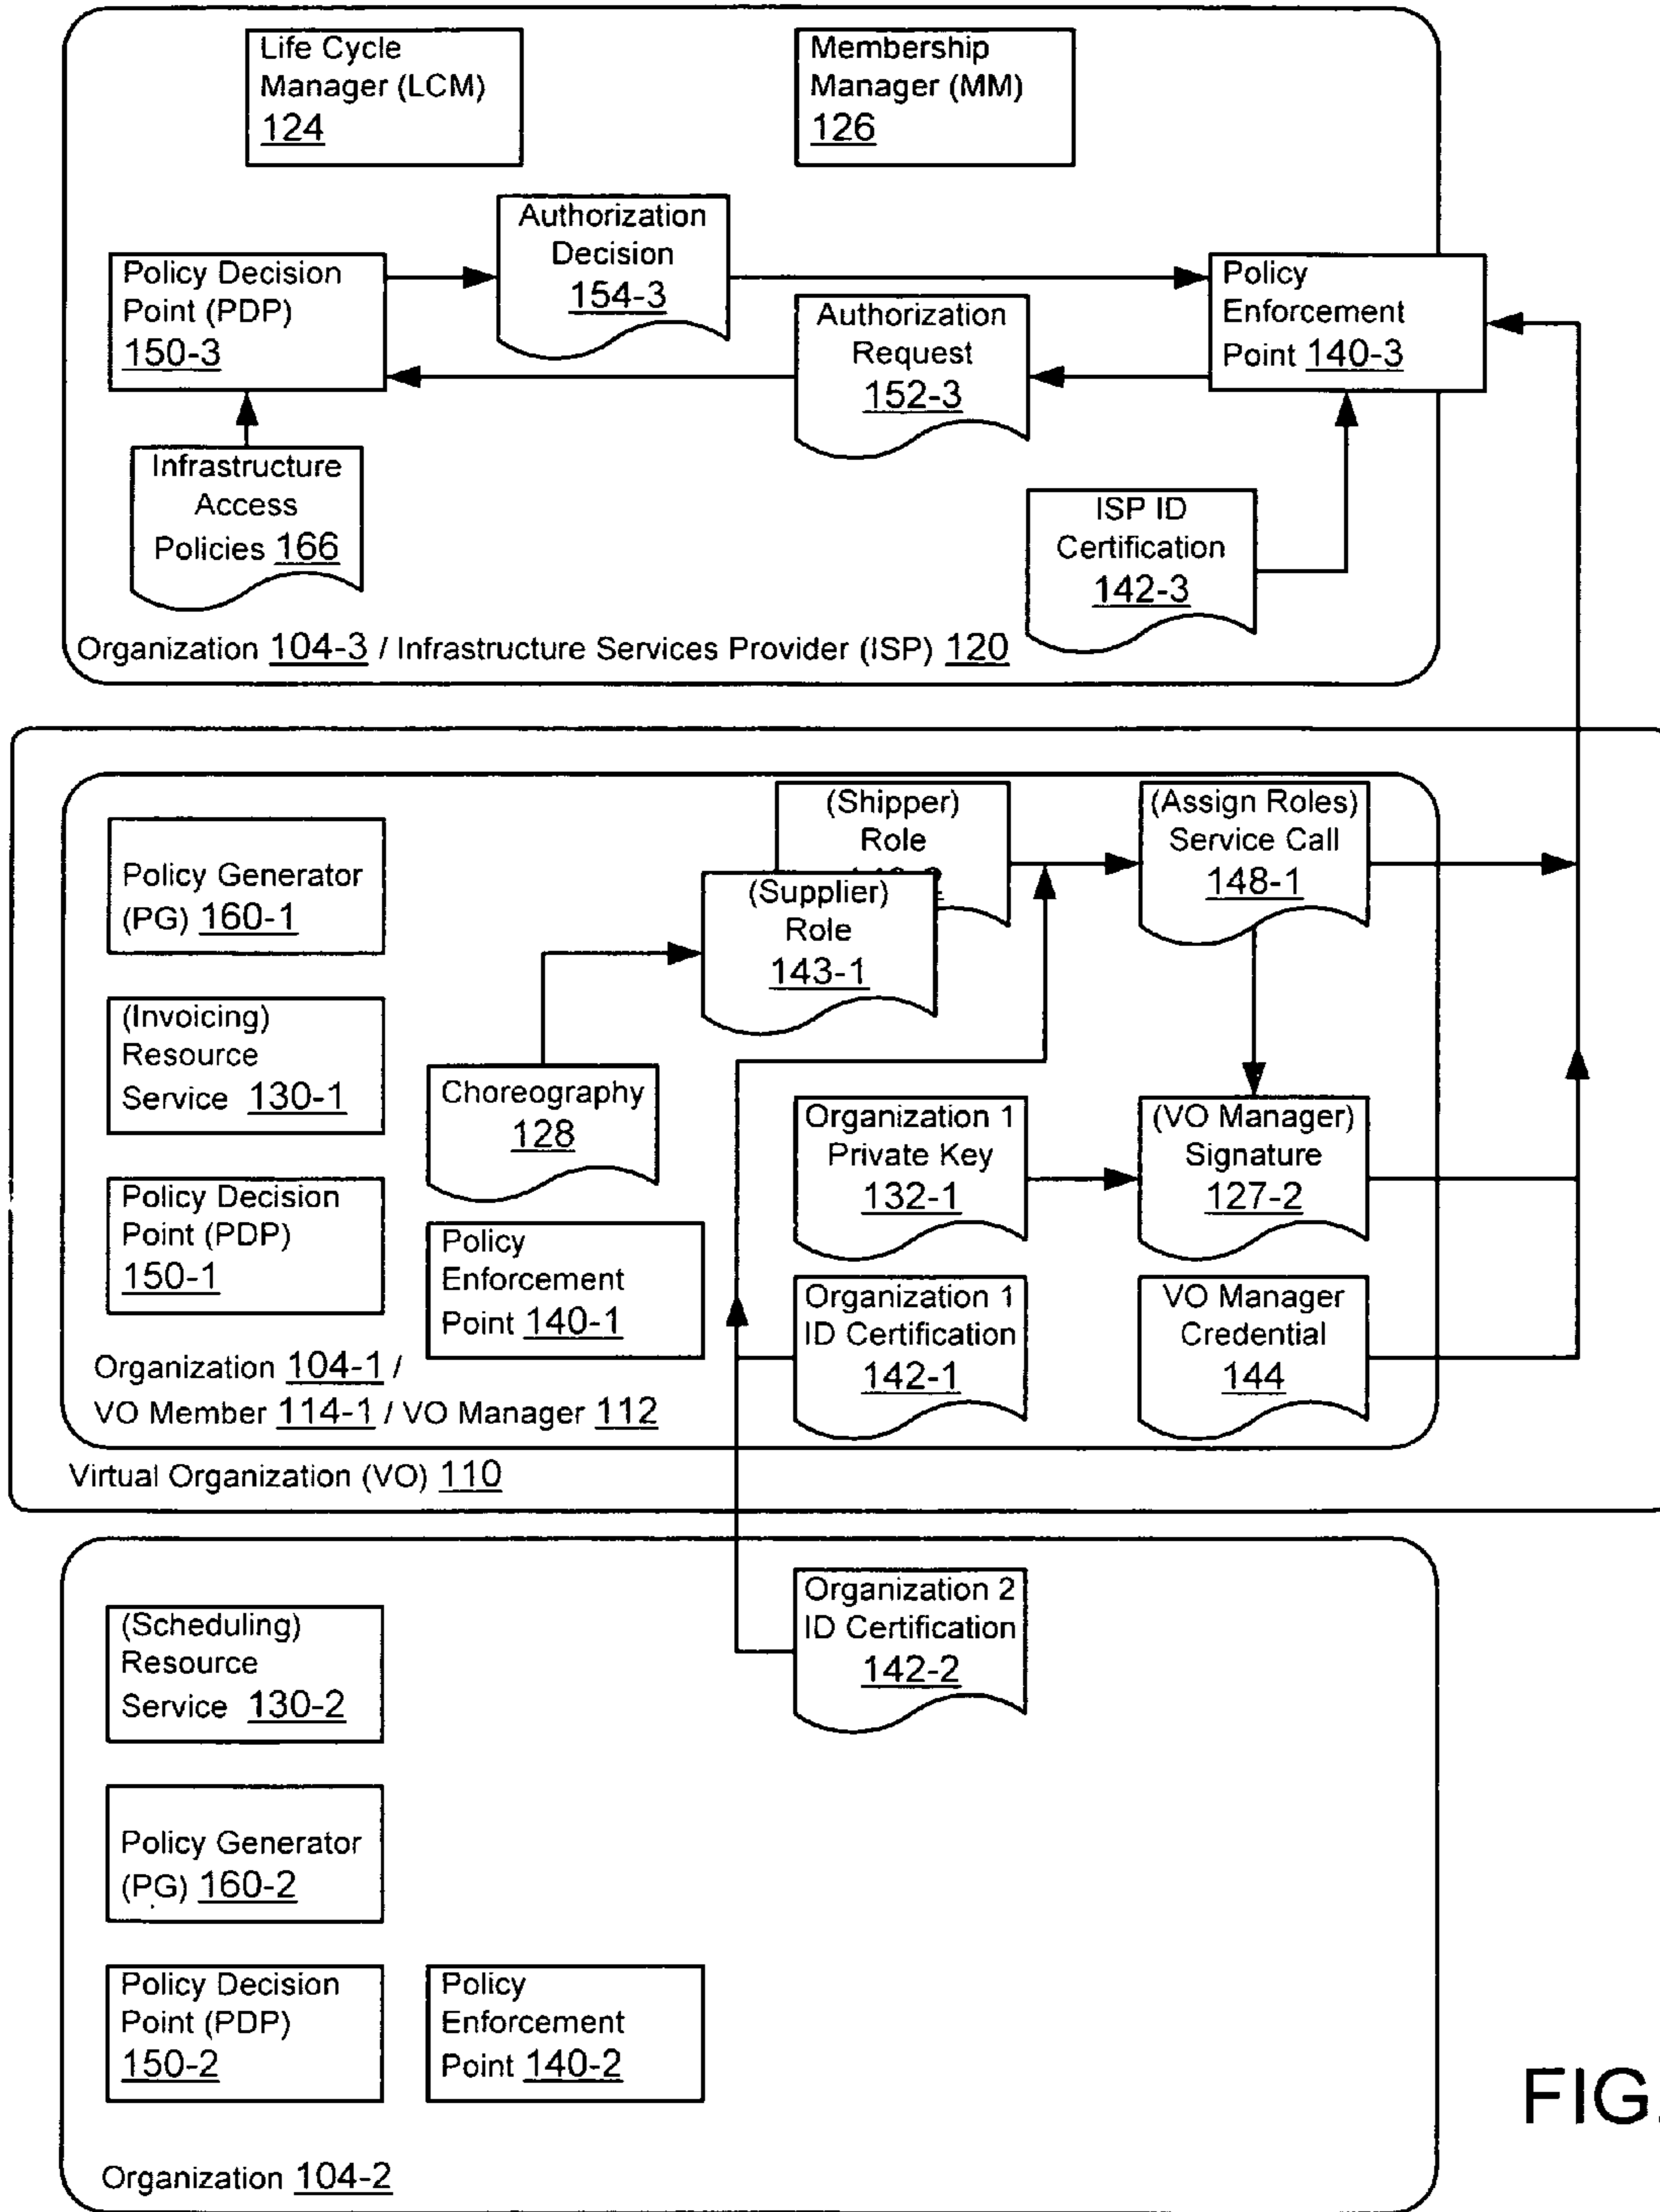 Life Cycle
Manager (LCM)
124
Membership
Manager (MM)
126
Authorization
Decision
154-3
Policy Decision
Point (PDP)
150-3
Authorization
Request
152-3
Policy
Enforcement
Point 140-3
Infrastructure
Access
Policies 166
ISP ID
Certification
142-3
Organization 104-3 / Infrastructure Services Provider (ISP) 120
Policy Generator
(PG) 160-1
(Shipper)
Role
(Supplier)
Role
143-1
(Assign Roles)
Service Call
148-1
(Invoicing)
Resource
Service 130-1
Choreography
128
Organization 1
Private Key
132-1
(VO Manager)
Signature
127-2
Policy Decision
Point (PDP)
150-1
Policy
Enforcement
Point 140-1
Organization 1
ID Certification
142-1
VO Manager
Credential
144
Organization 104-1 /
VO Member 114-1 / VO Manager 112
Virtual Organization (VO) 110
Organization 2
ID Certification
142-2
(Scheduling)
Resource
Service 130-2
Policy Generator
(PG) 160-2
Policy Decision
Point (PDP)
150-2
Policy
Enforcement
Point 140-2
Organization 104-2
FIG.